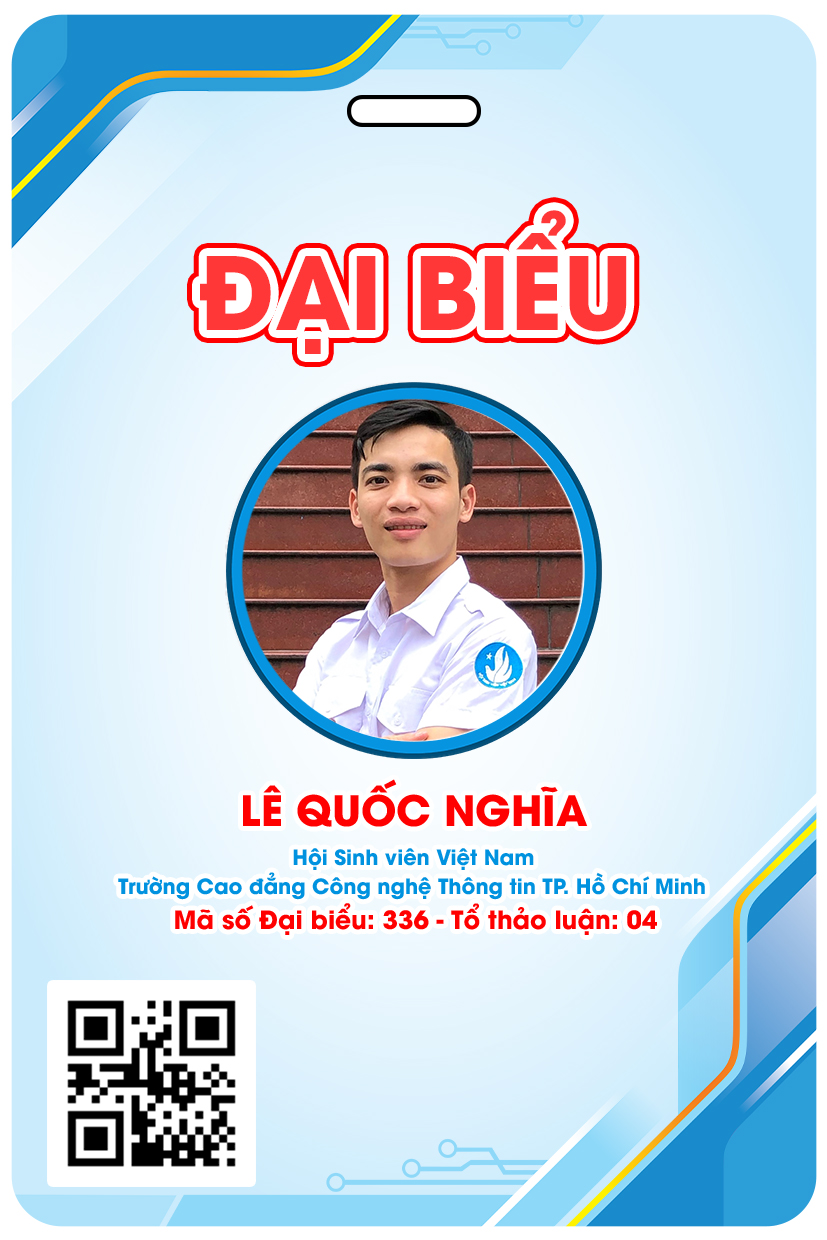 ĐẠI BIỂU
LÊ QUỐC NGHĨA
Hội Sinh viên Việt Nam
Trường Cao đẳng Công nghệ Thông tin TP. Hồ Chí Minh
Mã số Đại biểu: 336 - Tổ thảo luận: 04